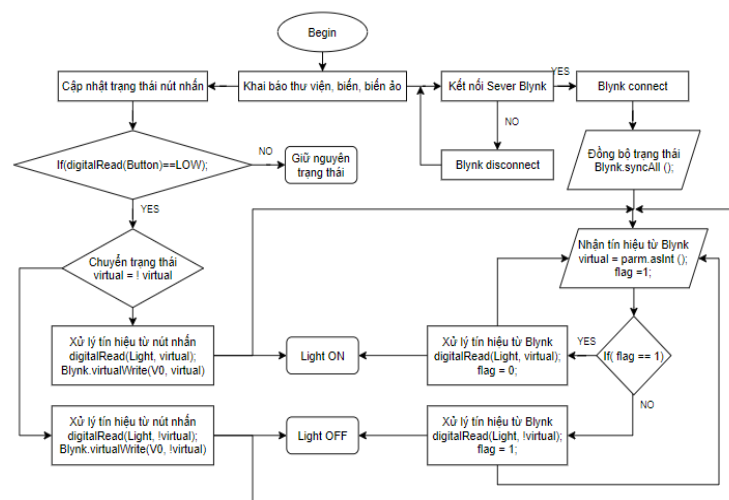 Begin
Cập nhật trạng thái nút nhấn
Khai báo thư viện, biến, biến ảo
Kết nối Sever Blynk
YES
Blynk connect
NO
Blynk disconnect
If(digitalRead(Button)==LOW);
NO
Giữ nguyên
trạng thái
Đồng bộ trạng thái
Blynk.syncAll ();
YES
Chuyển trạng thái
virtual = ! virtual
Nhận tín hiệu từ Blynk
virtual = parm.asInt ();
flag =1;
Xử lý tín hiệu từ nút nhấn
digitalRead(Light, virtual);
Blynk.virtualWrite(V0, virtual)
Light ON
Xử lý tín hiệu từ Blynk
digitalRead(Light, virtual);
flag = 0;
YES
If( flag == 1)
NO
Xử lý tín hiệu từ nút nhấn
digitalRead(Light, !virtual);
Blynk.virtualWrite(V0, !virtual)
Light OFF
Xử lý tín hiệu từ Blynk
digitalRead(Light, !virtual);
flag = 1;